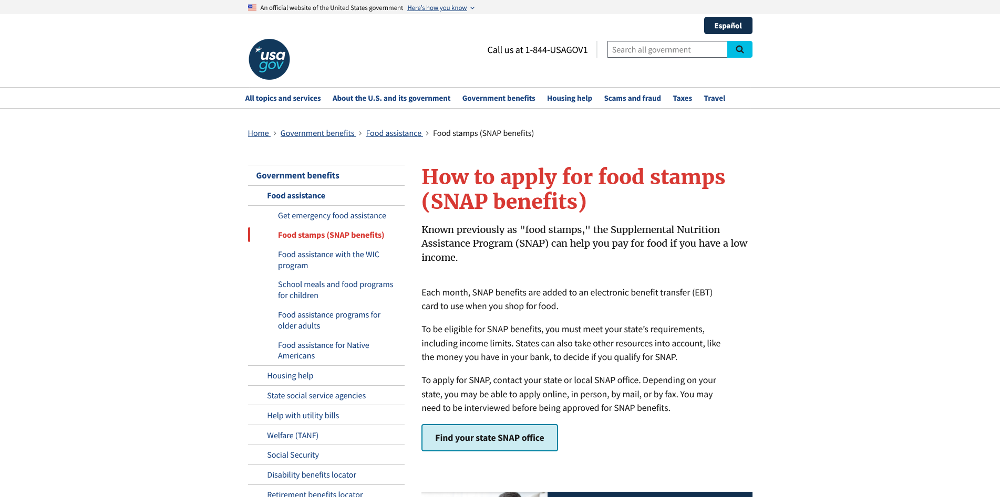 An official website of the United States government Here's how you know
Español
usa
gov
Call us at 1-844-USAGOV1
Search all government
All topics and services About the U.S. and its government Government benefits Housing help Scams and fraud Taxes Travel
Home > Government benefits > Food assistance > Food stamps (SNAP benefits)
Government benefits
Food assistance
Get emergency food assistance
Food stamps (SNAP benefits)
Food assistance with the WIC
program
School meals and food programs
for children
Food assistance programs for
older adults
Food assistance for Native
Americans
Housing help
State social service agencies
Help with utility bills
Welfare (TANF)
Social Security
Disability benefits locator
Retirement benefits locator
How to apply for food stamps
(SNAP benefits)
Known previously as "food stamps," the Supplemental Nutrition
Assistance Program (SNAP) can help you pay for food if you have a low
income.
Each month, SNAP benefits are added to an electronic benefit transfer (EBT)
card to use when you shop for food.
To be eligible for SNAP benefits, you must meet your state’s requirements,
including income limits. States can also take other resources into account, like
the money you have in your bank, to decide if you qualify for SNAP.
To apply for SNAP, contact your state or local SNAP office. Depending on your
state, you may be able to apply online, in person, by mail, or by fax. You may
need to be interviewed before being approved for SNAP benefits.
Find your state SNAP office